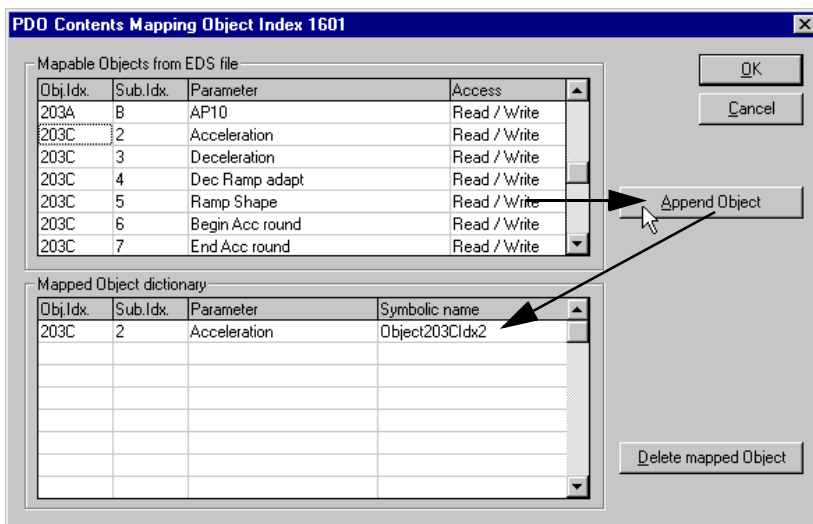 PDO Contents Mapping Object Index 1601
Mapable Objects from EDS file
Obj.Idx. Sub.Idx. Parameter Access
203A B AP10 Read / Write
203C 2 Acceleration Read / Write
203C 3 Deceleration Read / Write
203C 4 Dec Ramp adapt Read / Write
203C 5 Ramp Shape Read / Write
203C 6 Begin Acc round Read / Write
203C 7 End Acc round Read / Write
OK
Cancel
Append Object
Mapped Object dictionary
Obj.Idx. Sub.Idx. Parameter Symbolic name
203C 2 Acceleration Object203CIdx2
Delete mapped Object